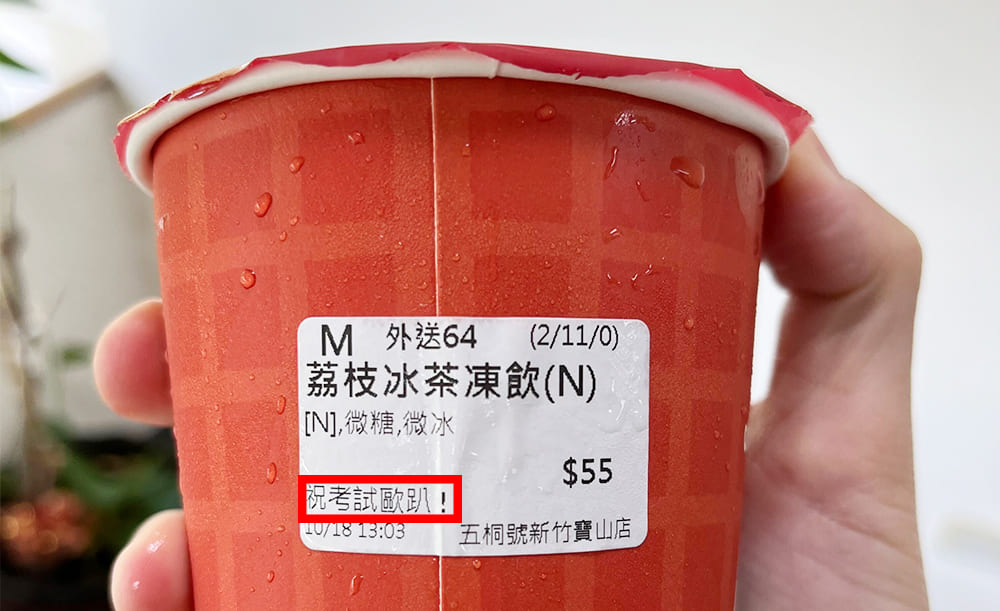 M 外送64 (2/11/0)
荔枝冰茶凍飲(N)
[N],微糖,微冰
$55
祝考試歐趴！
10/18 13:03 五桐號新竹寶山店